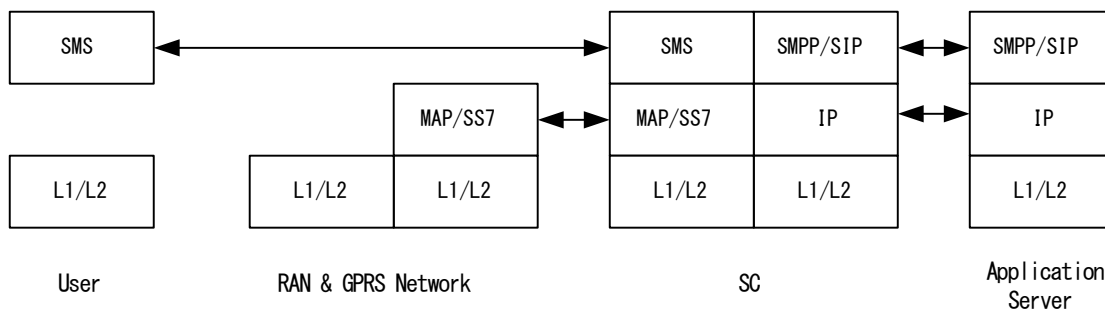 SMS
SMS
SMPP/SIP
SMPP/SIP
MAP/SS7
MAP/SS7
IP
IP
L1/L2
L1/L2
L1/L2
L1/L2
L1/L2
L1/L2
User
RAN & GPRS Network
SC
Application
Server